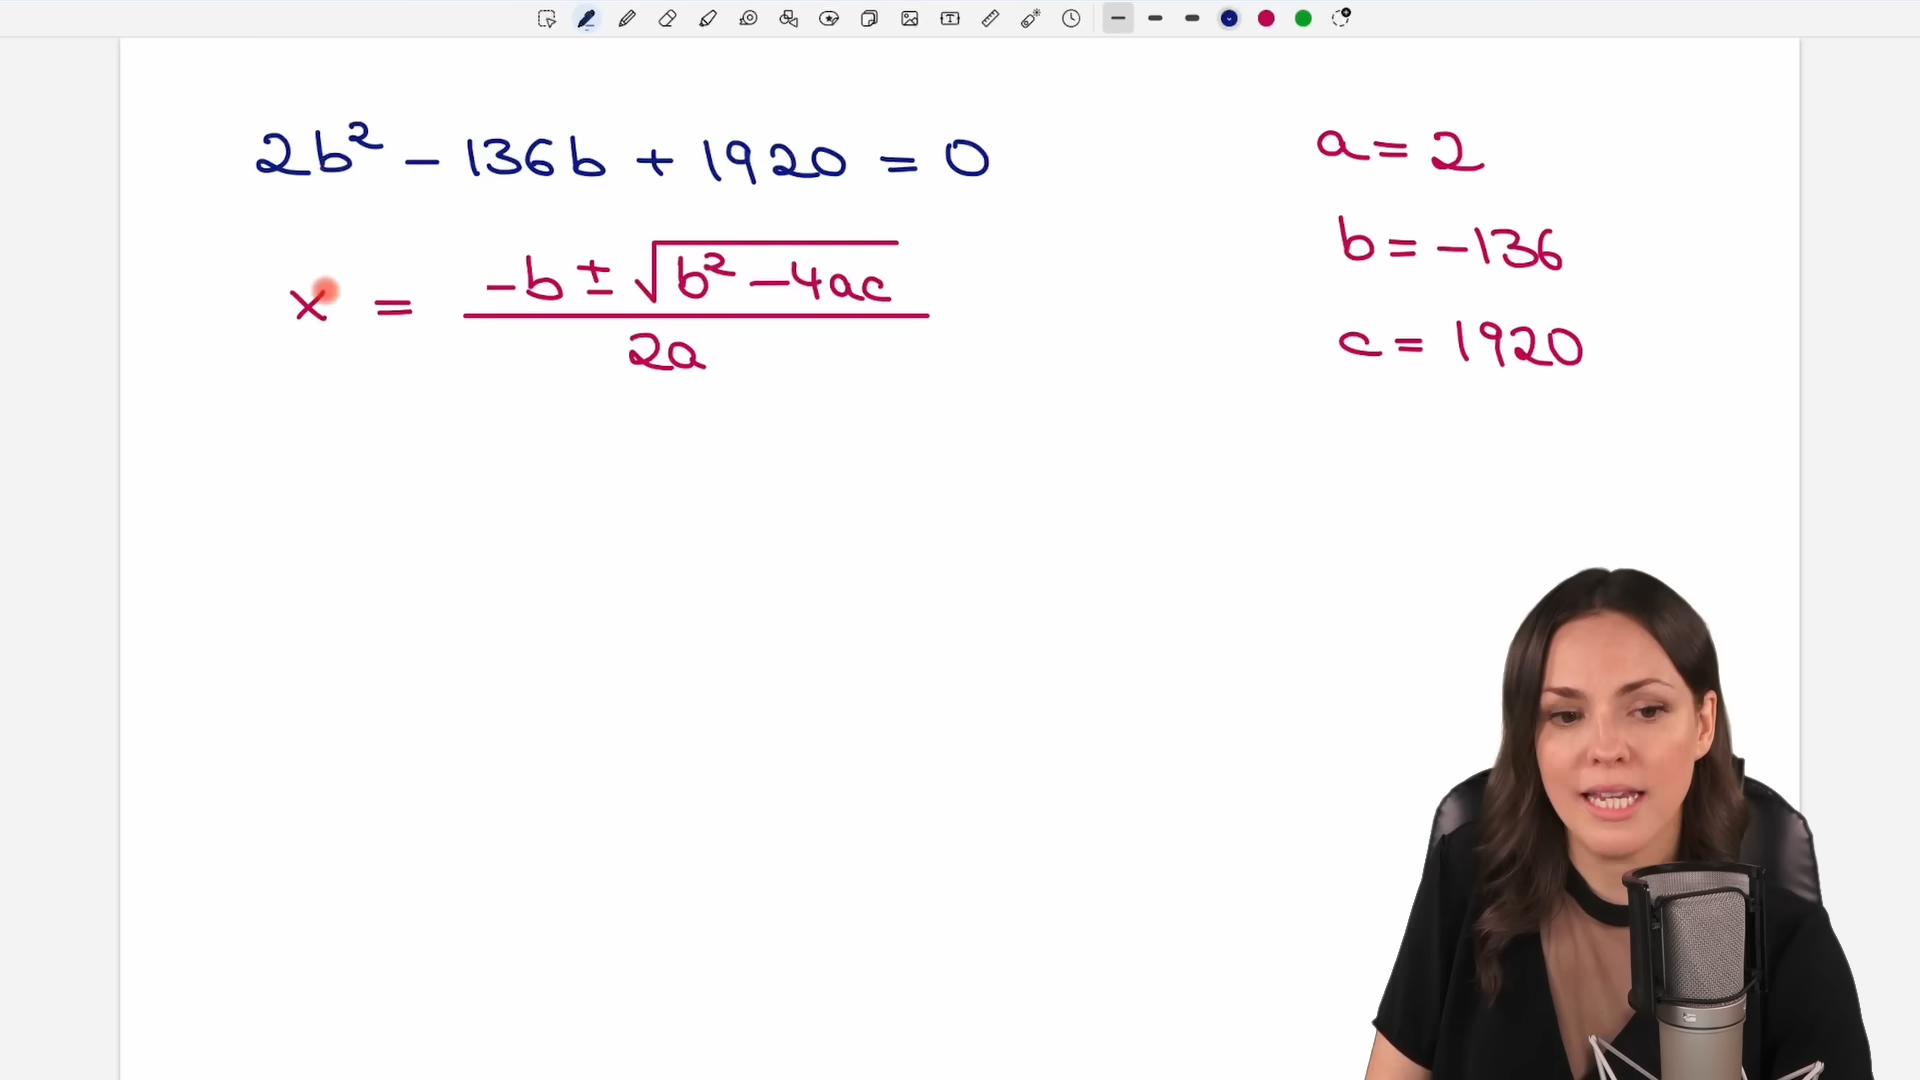 2b² - 136b + 1920 = 0
x = (-b ± √(b² - 4ac)) / 2a
a = 2
b = -136
c = 1920